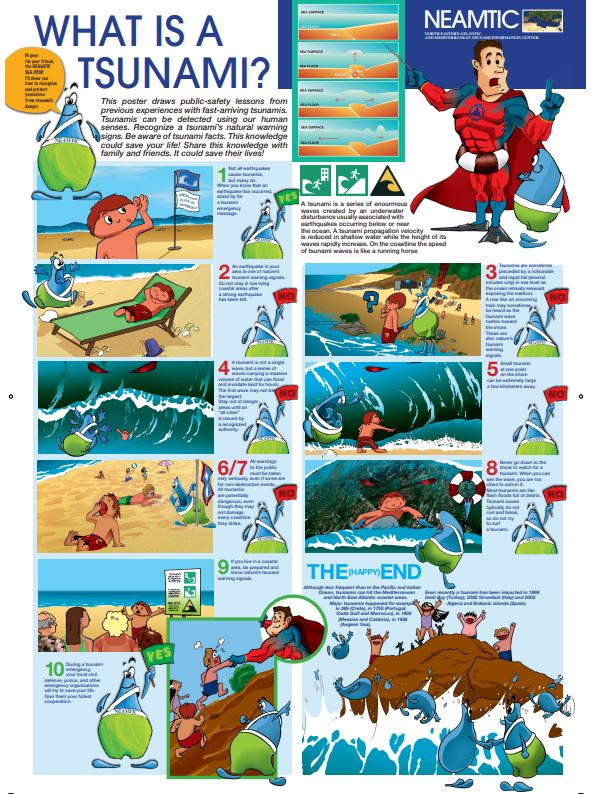 WHAT IS A
TSUNAMI?
Hi guys
I'm your friend,
the NEAMTIC
SEA EYES!
I'll show you
how to recognize
and protect
yourselves
from tsunami's
danger
This poster draws public-safety lessons from
previous experiences with fast-arriving tsunamis.
Tsunamis can be detected using our human
senses. Recognize a tsunami's natural warning
signs. Be aware of tsunami facts. This knowledge
could save your life! Share this knowledge with
family and friends. It could save their lives!
NEAMTIC
SEA SURFACE
SEA FLOOR
FAULT
SEA SURFACE
SEA FLOOR
SEA SURFACE
SEA FLOOR
SEA SURFACE
SEA FLOOR
NEAMTIC
NORTH EASTERN ATLANTIC
AND MEDITERRANEAN TSUNAMI INFORMATION CENTER
A tsunami is a series of enourmous
waves created by an underwater
disturbance usually associated with
earthquakes occurring below or near
the ocean. A tsunami propagation velocity
is reduced in shallow water while the height of its
waves rapidly increase. On the coastline the speed
of tsunami waves is like a running horse
1 Not all earthquakes
cause tsunamis,
but many do.
When you know that an
earthquake has occurred,
stand by for
a tsunami
emergency
message.
YES
NEAMTIC
2 An earthquake in your
area is one of nature's
tsunami warning signals.
Do not stay in low-lying
coastal areas after
a strong earthquake
has been felt.
NO
NEAMTIC
?
3 Tsunamis are sometimes
preceded by a noticeable
and rapid fall (several
minutes only) in sea level as
the ocean retreats seaward
exposing the seafloor.
A roar like an oncoming
train may sometimes
be heard as the
tsunami wave
rushes toward
the shore.
These are
also nature's
tsunami
warning
signals.
NO
NEAMTIC
4 A tsunami is not a single
wave, but a series of
waves carrying a massive
volume of water that can flood
and inundate land for hours.
The first wave may not be
the largest.
Stay out of danger
areas until an
"all-clear"
is issued by
a recognized
authority.
NO
NEAMTIC
5 Small tsunami
at one point
on the shore
can be extremely large
a few kilometers away.
NO
NEAMTIC
6/7 All warnings
to the public
must be taken
very seriously, even if some are
for non-destructive events.
All tsunamis
are potentially
dangerous, even
though they may
not damage
every coastline
they strike.
NO
NEAMTIC
8 Never go down to the
shore to watch for a
tsunami. When you can
see the wave, you are too
close to outrun it.
Most tsunamis are like
flash floods full of debris.
Tsunami waves
typically do not
curl and break,
so do not try
to surf
a tsunami.
NO
NEAMTIC
9 If you live in a coastal
area, be prepared and
know nature's tsunami
warning signals.
10 During a tsunami
emergency,
your local civil
defense, police, and other
emergency organizations
will try to save your life.
Give them your fullest
cooperation.
YES
NEAMTIC
THE (HAPPY) END
Although less frequent than in the Pacific and Indian
Ocean, tsunamis can hit the Mediterranean
and North East Atlantic coastal areas.
Major tsunamis happened for example
in 365 (Crete), in 1755 (Portugal,
Cadiz Gulf and Morrocco), in 1908
(Messina and Calabria), in 1956
(Aegean Sea).
Even recently a tsunami has been impacted in 1999
Izmit Bay (Turkey), 2002 Stromboli (Italy) and 2003
Algeria and Balearic islands (Spain).